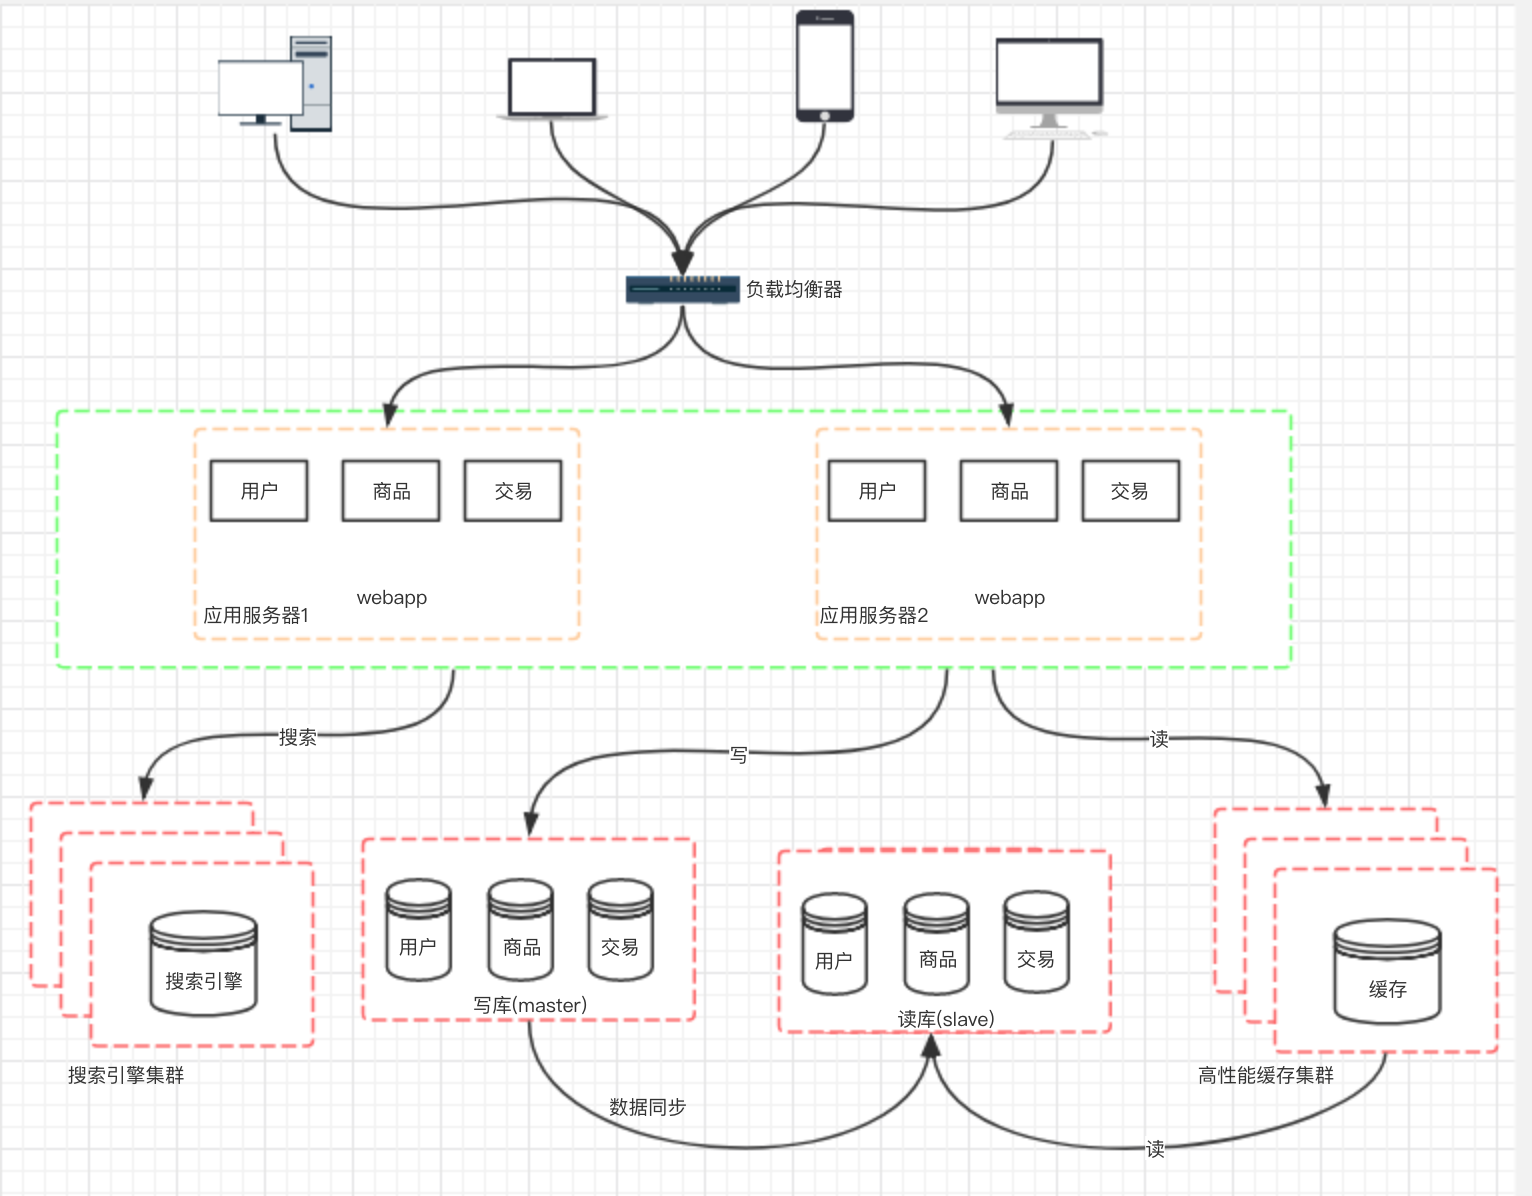 负载均衡器
用户
商品
交易
webapp
应用服务器1
用户
商品
交易
webapp
应用服务器2
搜索
写
读
搜索引擎
搜索引擎集群
用户
商品
交易
写库(master)
用户
商品
交易
读库(slave)
缓存
高性能缓存集群
数据同步
读